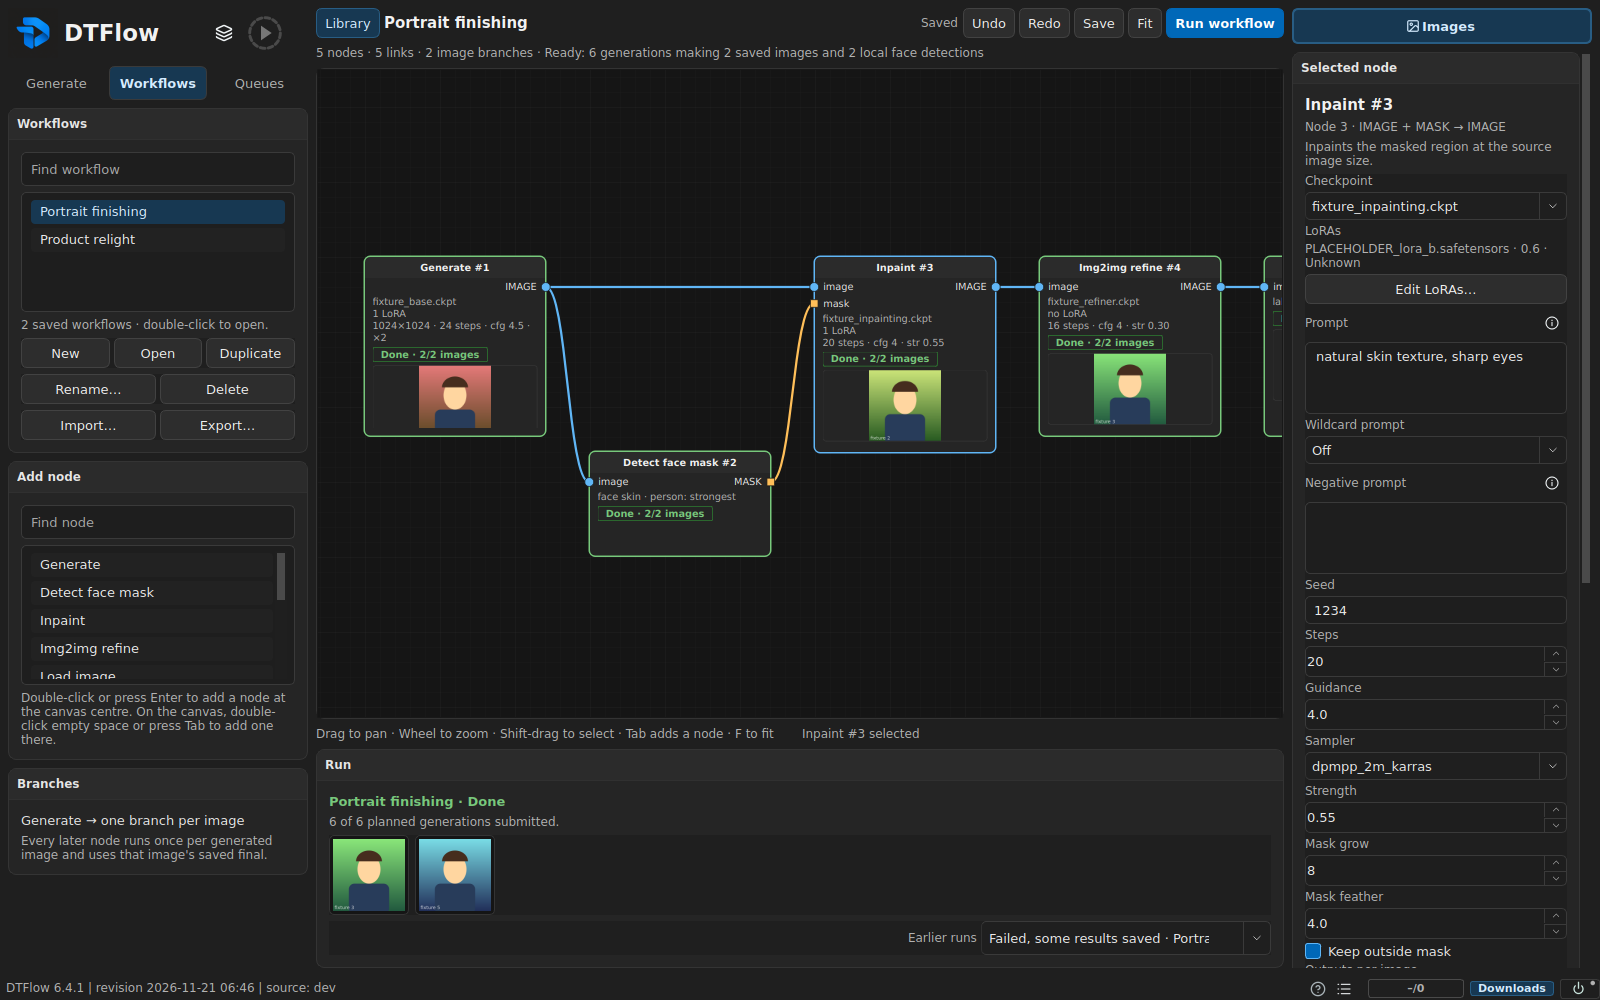 DTFlow
Generate
Workflows
Queues
Workflows
Find workflow
Portrait finishing
Product relight
2 saved workflows · double-click to open.
New
Open
Duplicate
Rename…
Delete
Import…
Export…
Add node
Find node
Generate
Detect face mask
Inpaint
Img2img refine
Load image
Double-click or press Enter to add a node at
the canvas centre. On the canvas, double-
click empty space or press Tab to add one
there.
Branches
Generate → one branch per image
Every later node runs once per generated
image and uses that image's saved final.
Library
Portrait finishing
Saved
Undo
Redo
Save
Fit
Run workflow
5 nodes · 5 links · 2 image branches · Ready: 6 generations making 2 saved images and 2 local face detections
Generate #1
IMAGE
fixture_base.ckpt
1 LoRA
1024×1024 · 24 steps · cfg 4.5 ·
×2
Done · 2/2 images
Detect face mask #2
image
MASK
face skin · person: strongest
Done · 2/2 images
Inpaint #3
image
IMAGE
mask
fixture_inpainting.ckpt
1 LoRA
20 steps · cfg 4 · str 0.55
Done · 2/2 images
fixture 2
Img2img refine #4
image
IMAGE
fixture_refiner.ckpt
no LoRA
16 steps · cfg 4 · str 0.30
Done · 2/2 images
fixture 3
Drag to pan · Wheel to zoom · Shift-drag to select · Tab adds a node · F to fit
Inpaint #3 selected
Run
Portrait finishing · Done
6 of 6 planned generations submitted.
fixture 3
fixture 5
Earlier runs
Failed, some results saved · Portra
Images
Selected node
Inpaint #3
Node 3 · IMAGE + MASK → IMAGE
Inpaints the masked region at the source
image size.
Checkpoint
fixture_inpainting.ckpt
LoRAs
PLACEHOLDER_lora_b.safetensors · 0.6 ·
Unknown
Edit LoRAs…
Prompt
natural skin texture, sharp eyes
Wildcard prompt
Off
Negative prompt
Seed
1234
Steps
20
Guidance
4.0
Sampler
dpmpp_2m_karras
Strength
0.55
Mask grow
8
Mask feather
4.0
Keep outside mask
DTFlow 6.4.1 | revision 2026-11-21 06:46 | source: dev
–/0
Downloads